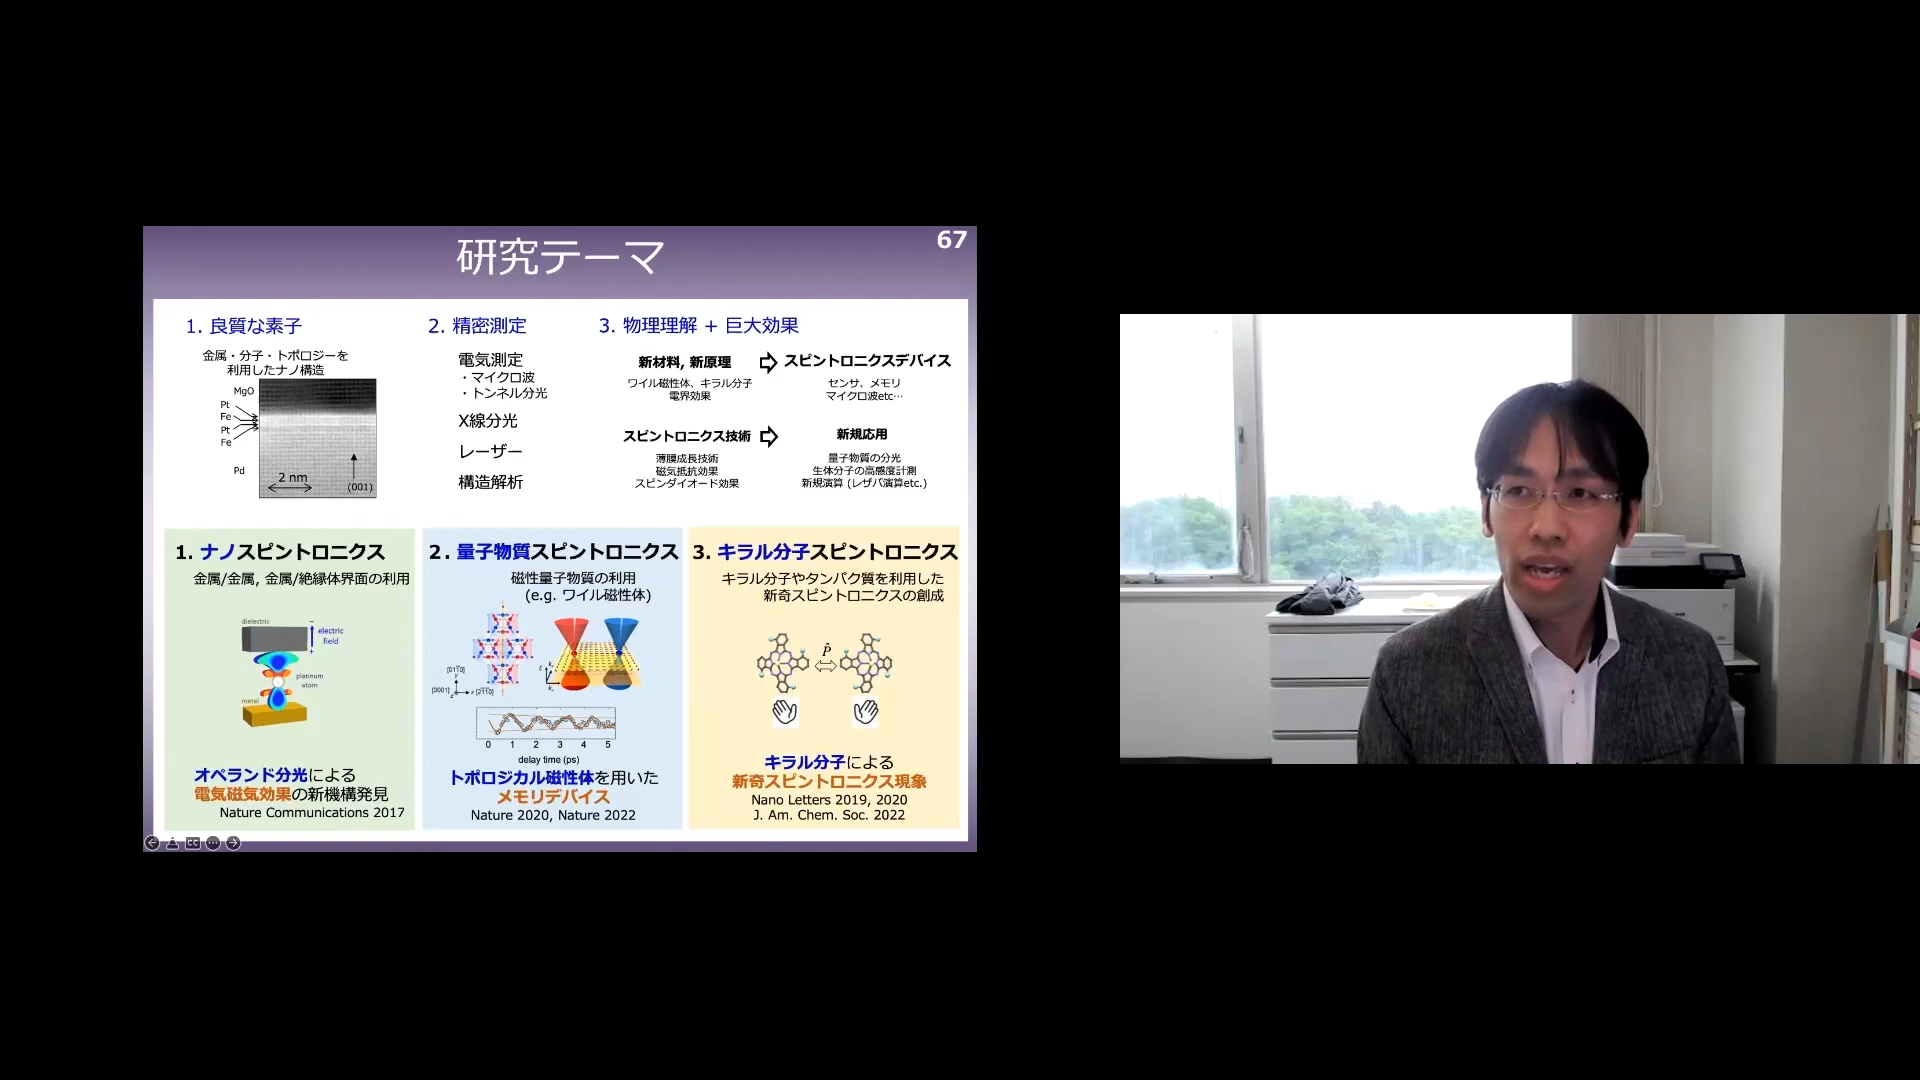 研究テーマ
67
1. 良質な素子
金属・分子・トポロジーを
利用したナノ構造
MgO
Pt
Fe
Pt
Fe
Pd
2 nm
(001)
2. 精密測定
電気測定
・マイクロ波
・トンネル分光
X線分光
レーザー
構造解析
3. 物理理解 + 巨大効果
新材料, 新原理
ワイル磁性体、キラル分子
電界効果
スピントロニクスデバイス
センサ、メモリ
マイクロ波etc…
スピントロニクス技術
薄膜成長技術
磁気抵抗効果
スピンダイオード効果
新規応用
量子物質の分光
生体分子の高感度計測
新規演算 (レザバ演算etc.)
1. ナノスピントロニクス
金属/金属, 金属/絶縁体界面の利用
dielectric
electric
field
platinum
atom
metal
オペランド分光による
電気磁気効果の新機構発見
Nature Communications 2017
2. 量子物質スピントロニクス
磁性量子物質の利用
(e.g. ワイル磁性体)
0 1 2 3 4 5
delay time (ps)
トポロジカル磁性体を用いた
メモリデバイス
Nature 2020, Nature 2022
3. キラル分子スピントロニクス
キラル分子やタンパク質を利用した
新奇スピントロニクスの創成
P̂
キラル分子による
新奇スピントロニクス現象
Nano Letters 2019, 2020
J. Am. Chem. Soc. 2022
CC